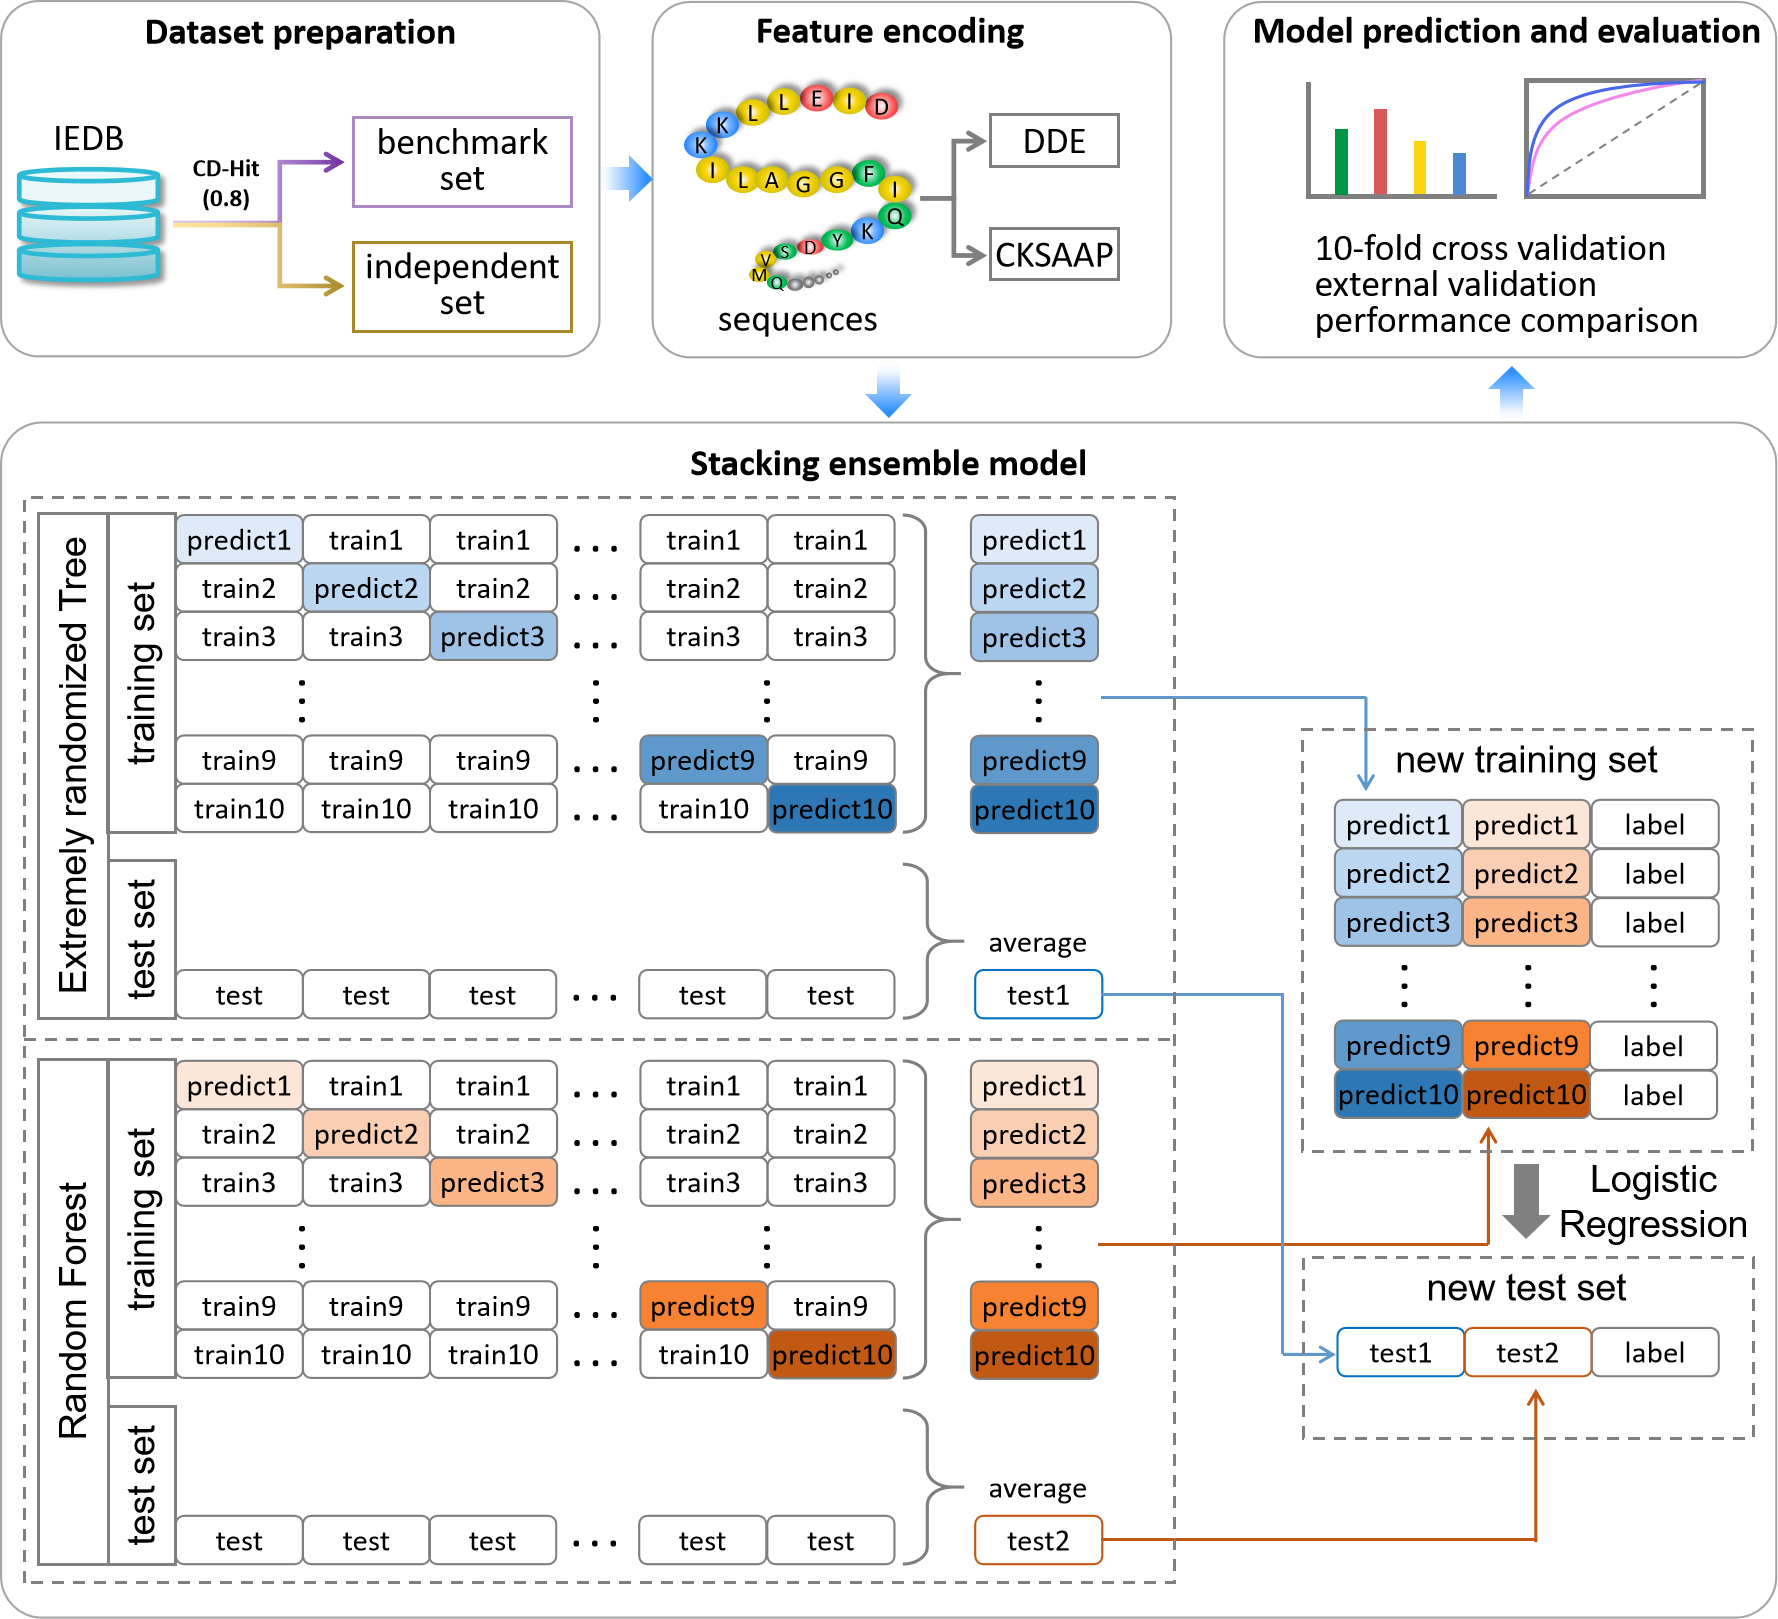 Dataset preparation
IEDB
CD-Hit
(0.8)
benchmark
set
independent
set
Feature encoding
D
I
E
L
L
K
K
I
L
A
G
G
F
I
Q
K
Y
D
S
V
M
Q
sequences
DDE
CKSAAP
Model prediction and evaluation
10-fold cross validation
external validation
performance comparison
Stacking ensemble model
Extremely randomized Tree
training set
predict1 train1 train1 ... train1 train1 predict1
train2 predict2 train2 ... train2 train2 predict2
train3 train3 predict3 ... train3 train3 predict3
train9 train9 train9 ... predict9 train9 predict9
train10 train10 train10 ... train10 predict10 predict10
test set
average
test test test ... test test test1
Random Forest
training set
predict1 train1 train1 ... train1 train1 predict1
train2 predict2 train2 ... train2 train2 predict2
train3 train3 predict3 ... train3 train3 predict3
train9 train9 train9 ... predict9 train9 predict9
train10 train10 train10 ... train10 predict10 predict10
test set
average
test test test ... test test test2
new training set
predict1 predict1 label
predict2 predict2 label
predict3 predict3 label
predict9 predict9 label
predict10 predict10 label
Logistic
Regression
new test set
test1 test2 label